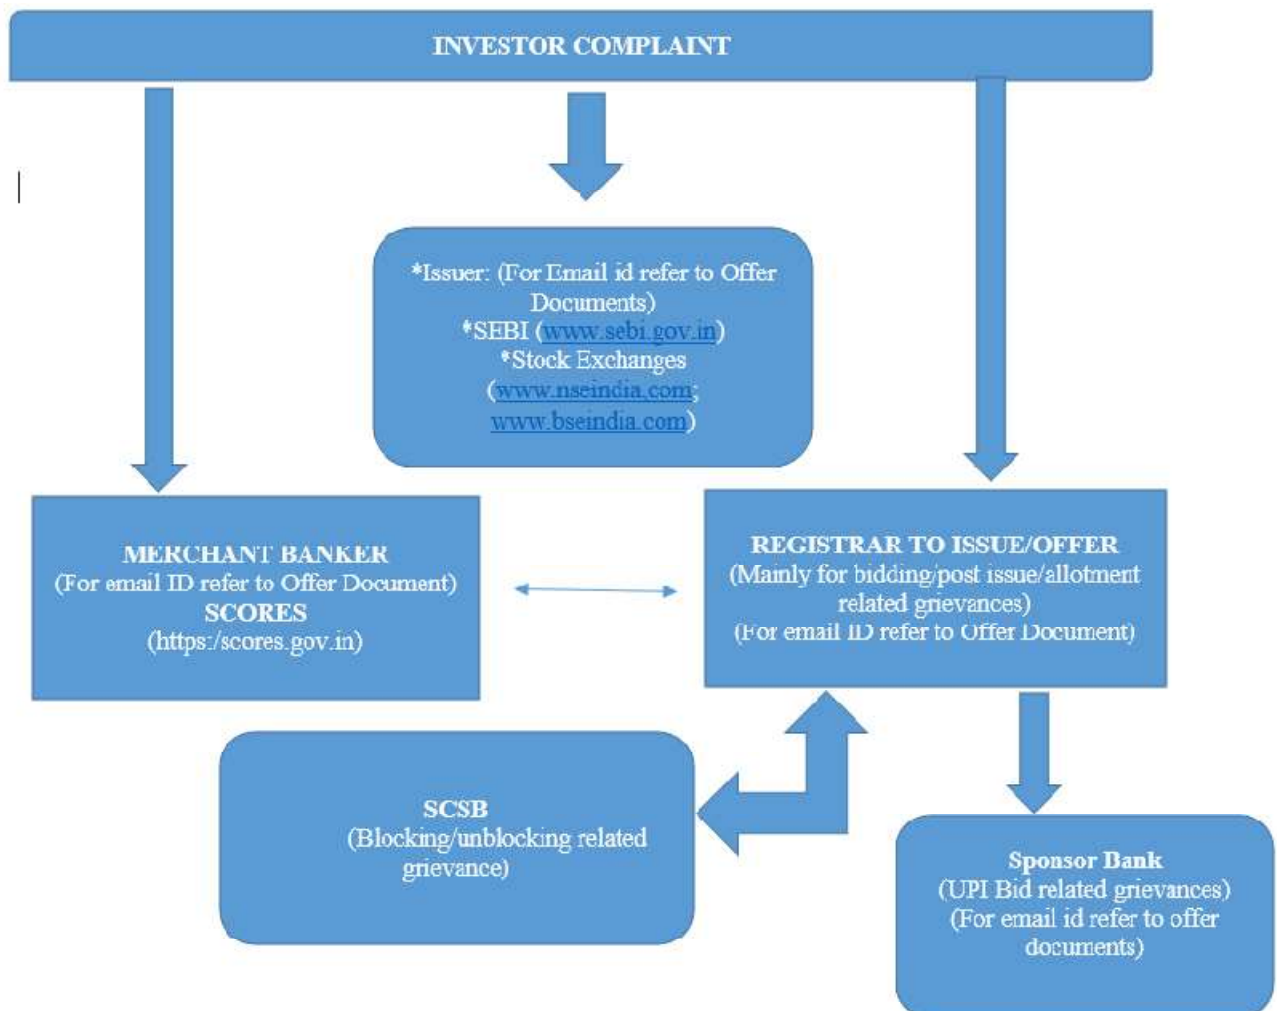 INVESTOR COMPLAINT
*Issuer: (For Email id refer to Offer
Documents)
*SEBI (www.sebi.gov.in)
*Stock Exchanges
(www.nseindia.com;
www.bseindia.com)
MERCHANT BANKER
(For email ID refer to Offer Document)
SCORES
(https:/scores.gov.in)
REGISTRAR TO ISSUE/OFFER
(Mainly for bidding/post issue/allotment
related grievances)
(For email ID refer to Offer Document)
SCSB
(Blocking/unblocking related
grievance)
Sponsor Bank
(UPI Bid related grievances)
(For email id refer to offer
documents)